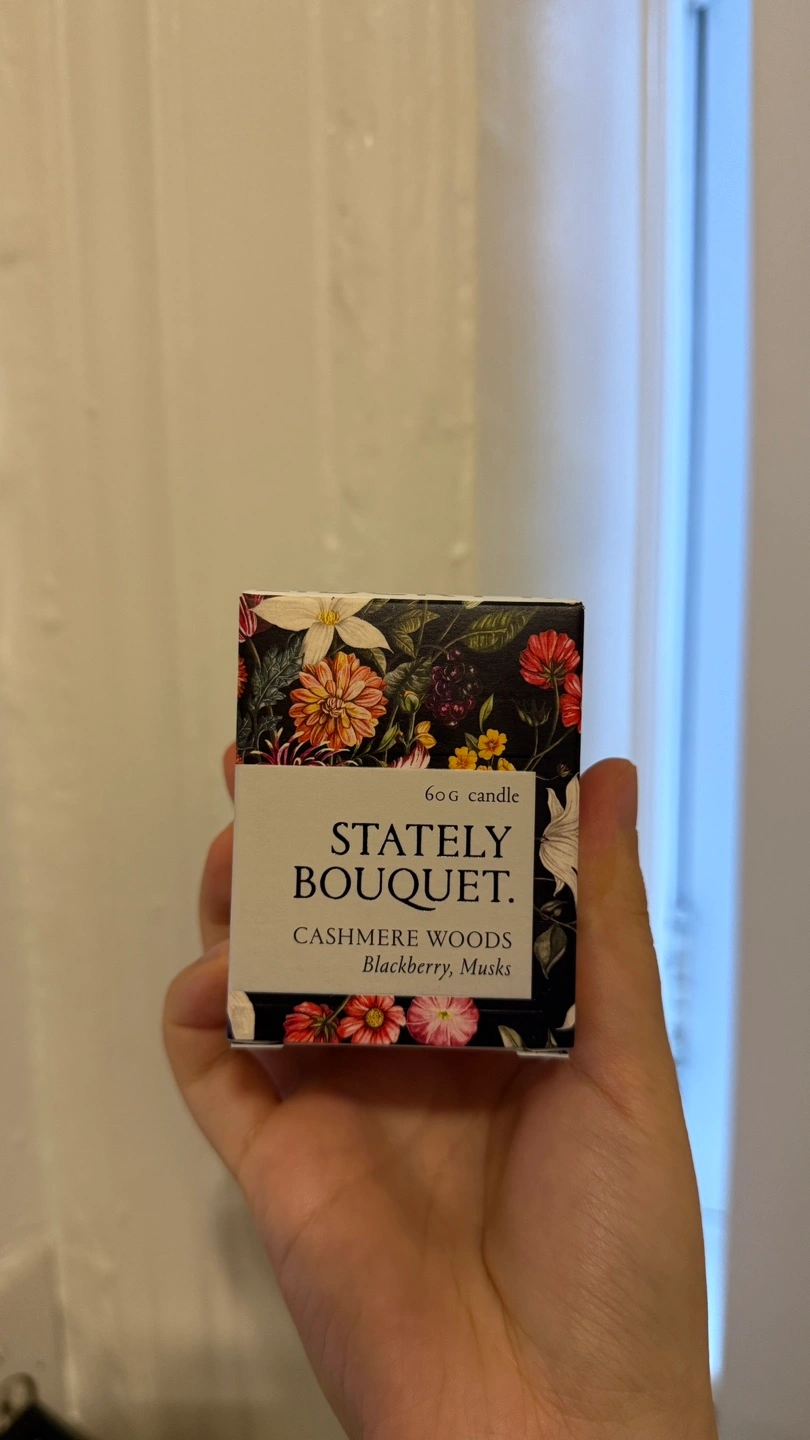 60G candle
STATELY
BOUQUET.
CASHMERE WOODS
Blackberry, Musks